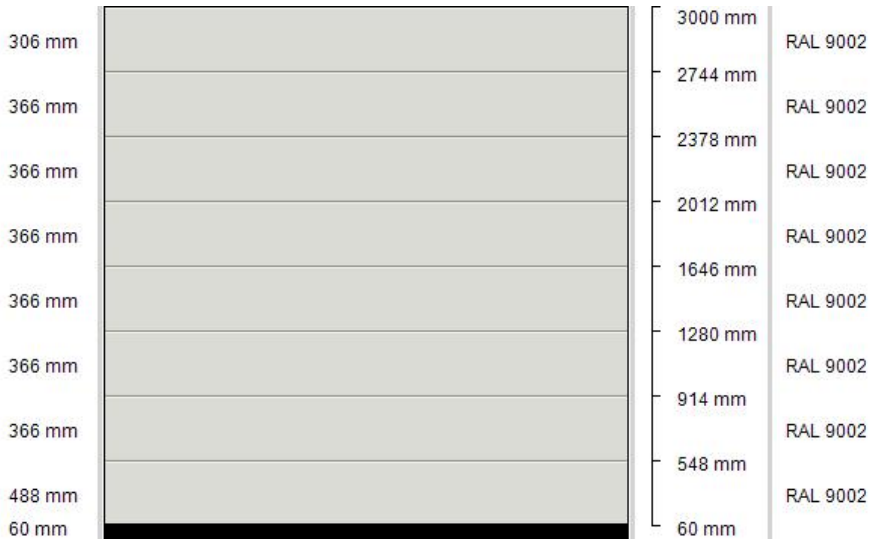 3000 mm
306 mm RAL 9002
2744 mm
366 mm RAL 9002
2378 mm
366 mm RAL 9002
2012 mm
366 mm RAL 9002
1646 mm
366 mm RAL 9002
1280 mm
366 mm RAL 9002
914 mm
366 mm RAL 9002
548 mm
488 mm RAL 9002
60 mm 60 mm